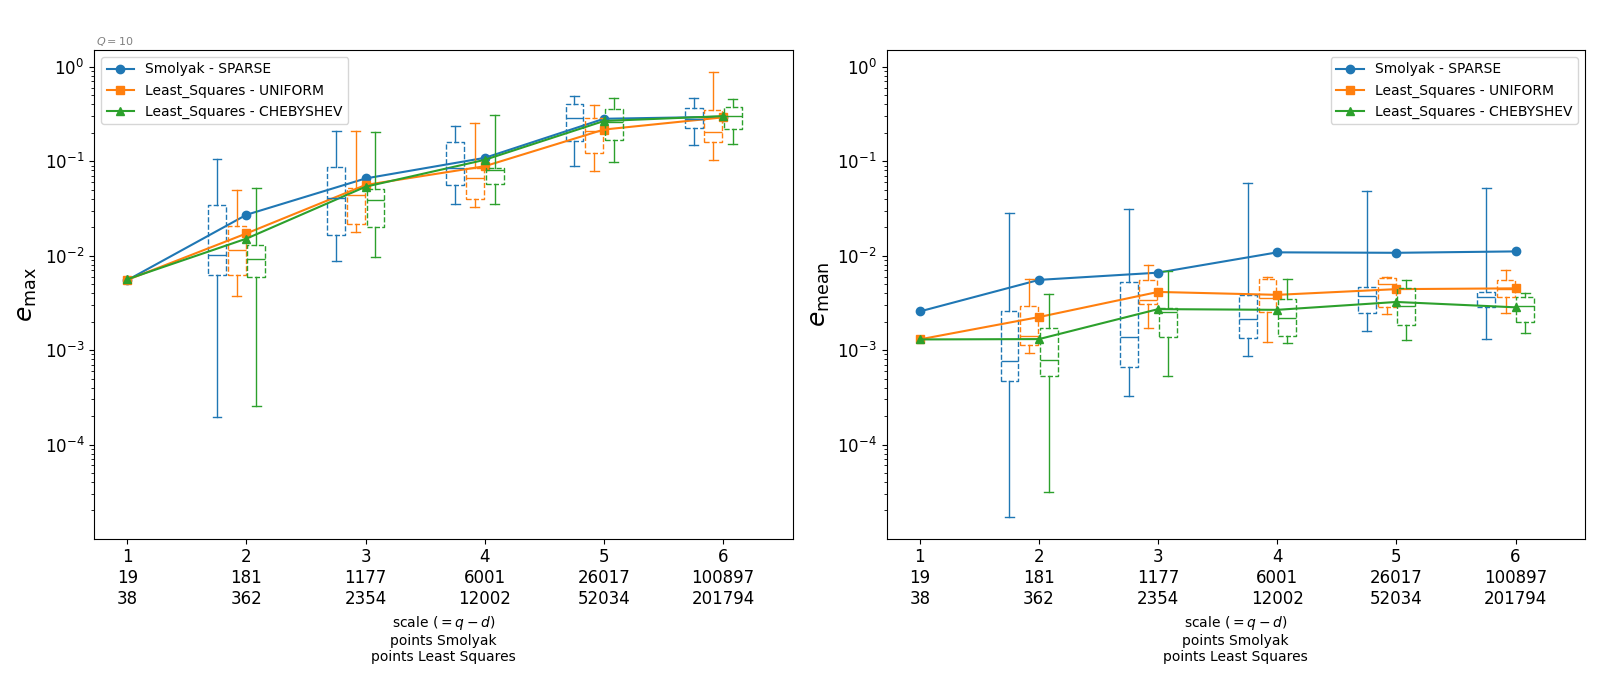 Q = 10
Smolyak - SPARSE
Least_Squares - UNIFORM
Least_Squares - CHEBYSHEV
10⁰
10⁻¹
10⁻²
10⁻³
10⁻⁴
e_max
1 2 3 4 5 6
19 181 1177 6001 26017 100897
38 362 2354 12002 52034 201794
scale (= q − d)
points Smolyak
points Least Squares
Smolyak - SPARSE
Least_Squares - UNIFORM
Least_Squares - CHEBYSHEV
10⁰
10⁻¹
10⁻²
10⁻³
10⁻⁴
e_mean
1 2 3 4 5 6
19 181 1177 6001 26017 100897
38 362 2354 12002 52034 201794
scale (= q − d)
points Smolyak
points Least Squares